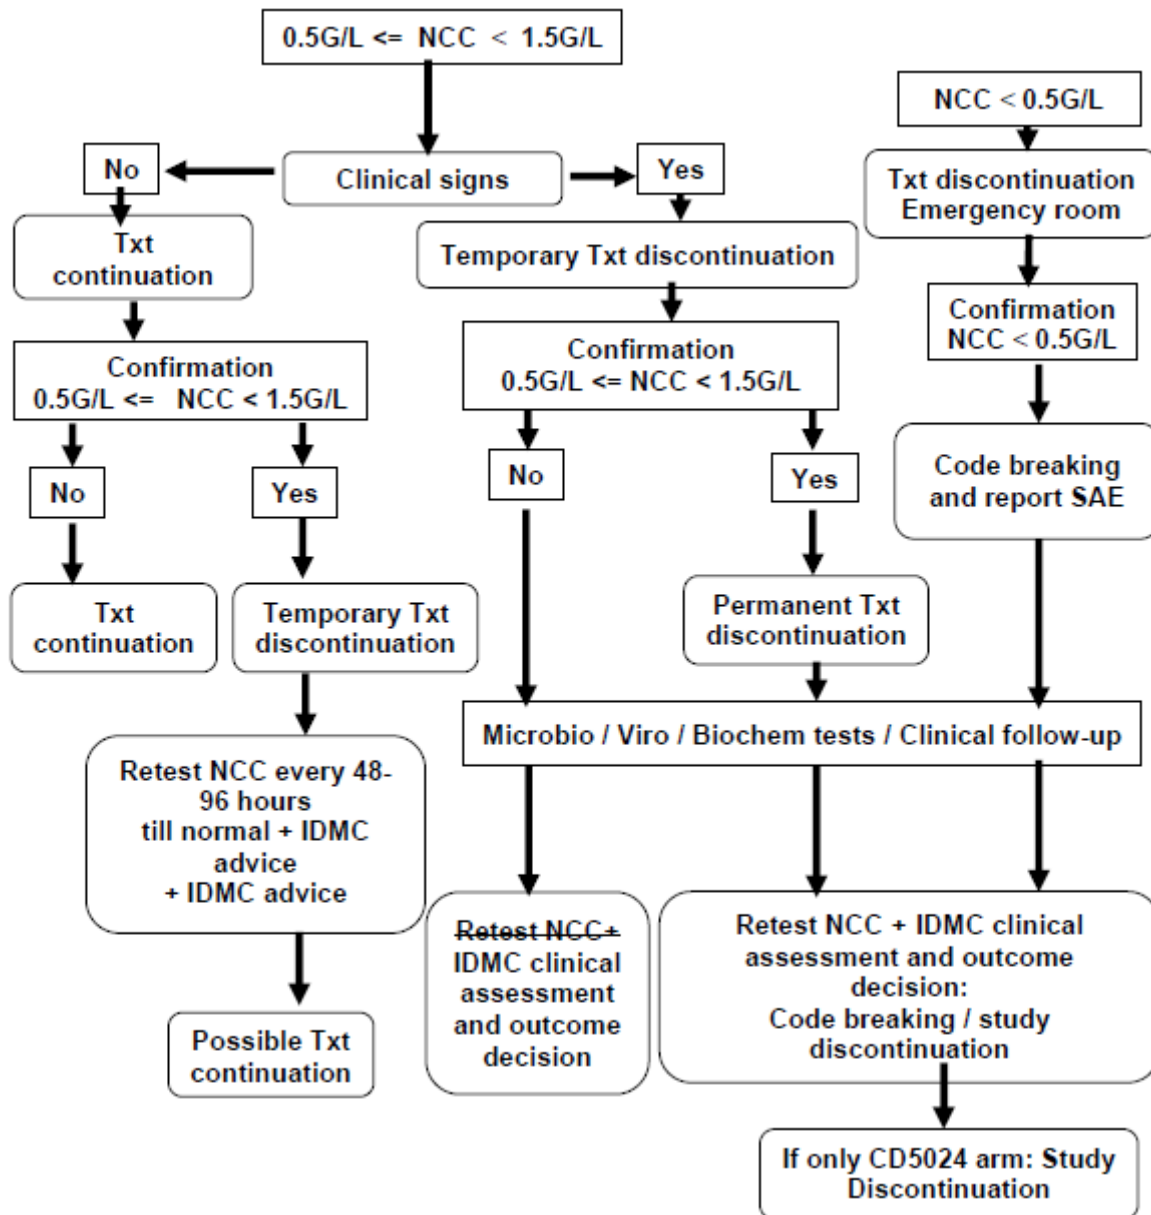 0.5G/L <= NCC < 1.5G/L
NCC < 0.5G/L
No
Clinical signs
Yes
Txt discontinuation
Emergency room
Txt
continuation
Temporary Txt discontinuation
Confirmation
NCC < 0.5G/L
Confirmation
0.5G/L <= NCC < 1.5G/L
Confirmation
0.5G/L <= NCC < 1.5G/L
No
Yes
No
Yes
Code breaking
and report SAE
Txt
continuation
Temporary Txt
discontinuation
Permanent Txt
discontinuation
Microbio / Viro / Biochem tests / Clinical follow-up
Retest NCC every 48-
96 hours
till normal + IDMC
advice
+ IDMC advice
Retest NCC+
IDMC clinical
assessment
and outcome
decision
Retest NCC + IDMC clinical
assessment and outcome
decision:
Code breaking / study
discontinuation
Possible Txt
continuation
If only CD5024 arm: Study
Discontinuation